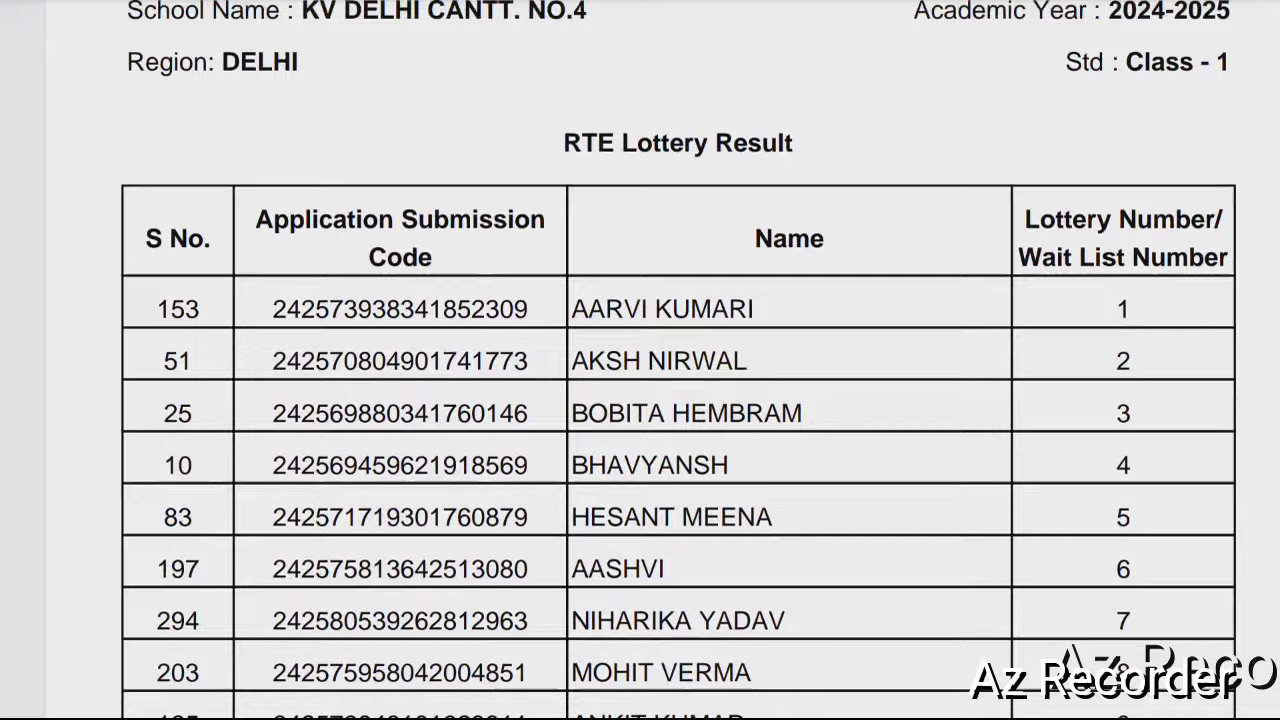 School Name : KV DELHI CANTT. NO.4 Academic Year : 2024-2025
Region: DELHI Std : Class - 1
RTE Lottery Result
S No. Application Submission Code Name Lottery Number/ Wait List Number
153 242573938341852309 AARVI KUMARI 1
51 242570804901741773 AKSH NIRWAL 2
25 242569880341760146 BOBITA HEMBRAM 3
10 242569459621918569 BHAVYANSH 4
83 242571719301760879 HESANT MEENA 5
197 242575813642513080 AASHVI 6
294 242580539262812963 NIHARIKA YADAV 7
203 242575958042004851 MOHIT VERMA 8
ANKIT KUMAR
Az Recorder